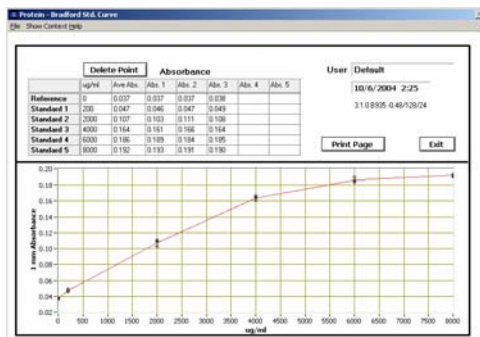 Protein - Bradford Std. Curve
File Show Context Help
Delete Point Absorbance User Default
ug/ml Ave Abs. Abs. 1 Abs. 2 Abs. 3 Abs. 4 Abs. 5
10/6/2004 2:25
Reference 0 0.037 0.037 0.037 0.038
Standard 1 200 0.047 0.046 0.047 0.049
Standard 2 2000 0.107 0.103 0.111 0.108
Standard 3 4000 0.164 0.161 0.166 0.164
Standard 4 6000 0.186 0.189 0.184 0.185
Standard 5 8000 0.192 0.193 0.191 0.190
Print Page Exit
0.20
0.18
0.16
0.14
0.12
0.10
0.08
0.06
0.04
0.02
1 mm Absorbance
0 500 1000 1500 2000 2500 3000 3500 4000 4500 5000 5500 6000 6500 7000 7500 8000
ug/ml